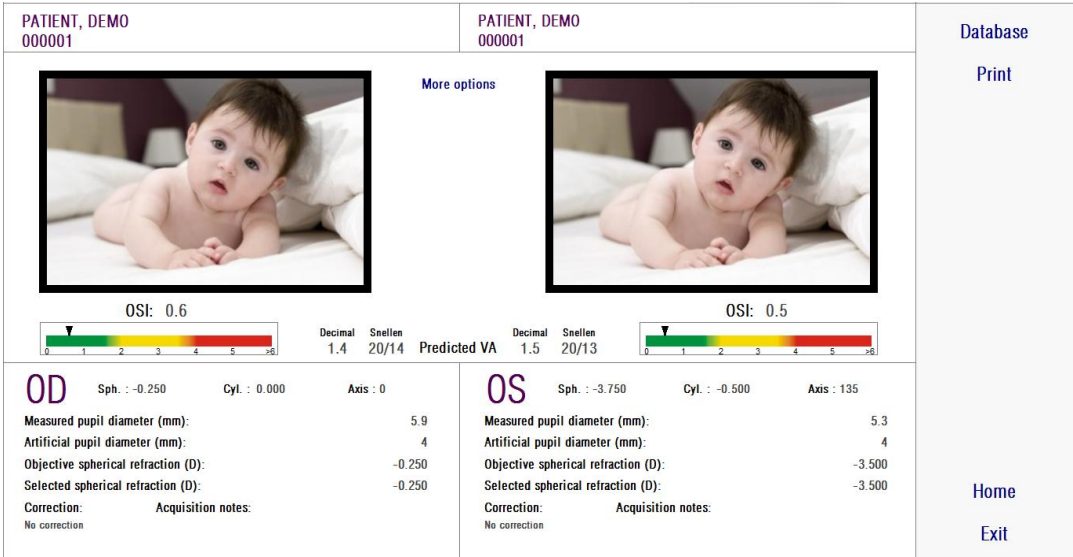 PATIENT, DEMO
000001
PATIENT, DEMO
000001
Database
Print
More options
OSI: 0.6
0 1 2 3 4 5 >6
OSI: 0.5
0 1 2 3 4 5 >6
Decimal Snellen Decimal Snellen
1.4 20/14 Predicted VA 1.5 20/13
OD Sph. : -0.250 Cyl. : 0.000 Axis : 0
Measured pupil diameter (mm): 5.9
Artificial pupil diameter (mm): 4
Objective spherical refraction (D): -0.250
Selected spherical refraction (D): -0.250
Correction: Acquisition notes:
No correction
OS Sph. : -3.750 Cyl. : -0.500 Axis : 135
Measured pupil diameter (mm): 5.3
Artificial pupil diameter (mm): 4
Objective spherical refraction (D): -3.500
Selected spherical refraction (D): -3.500
Correction: Acquisition notes:
No correction
Home
Exit